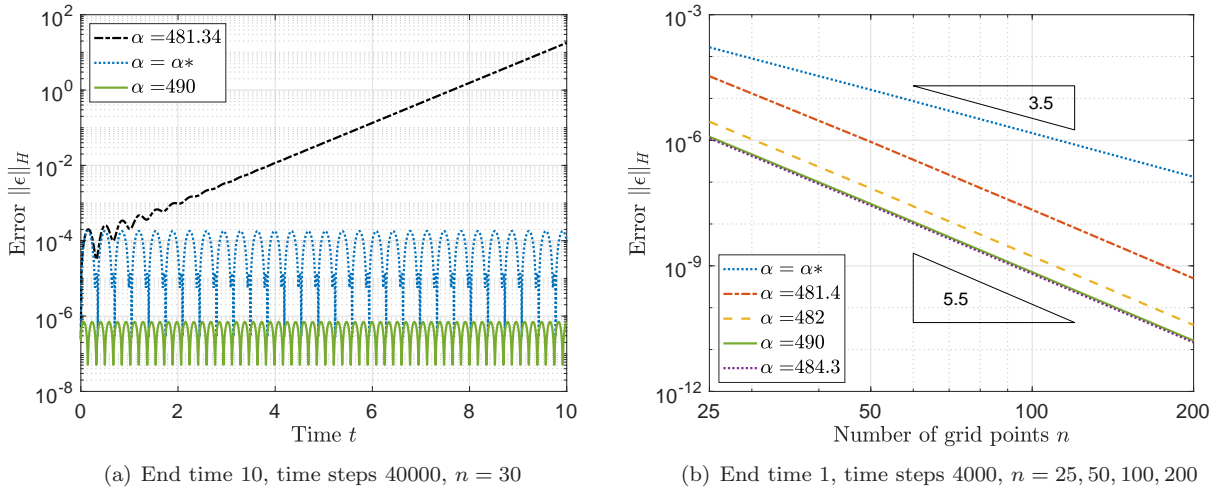 10^2
10^0
10^-2
10^-4
10^-6
10^-8
Error ||ϵ||_H
α =481.34
α = α*
α =490
0 2 4 6 8 10
Time t
(a) End time 10, time steps 40000, n = 30
10^-3
10^-6
10^-9
10^-12
Error ||ϵ||_H
3.5
5.5
α = α*
α =481.4
α =482
α =490
α =484.3
25 50 100 200
Number of grid points n
(b) End time 1, time steps 4000, n = 25, 50, 100, 200